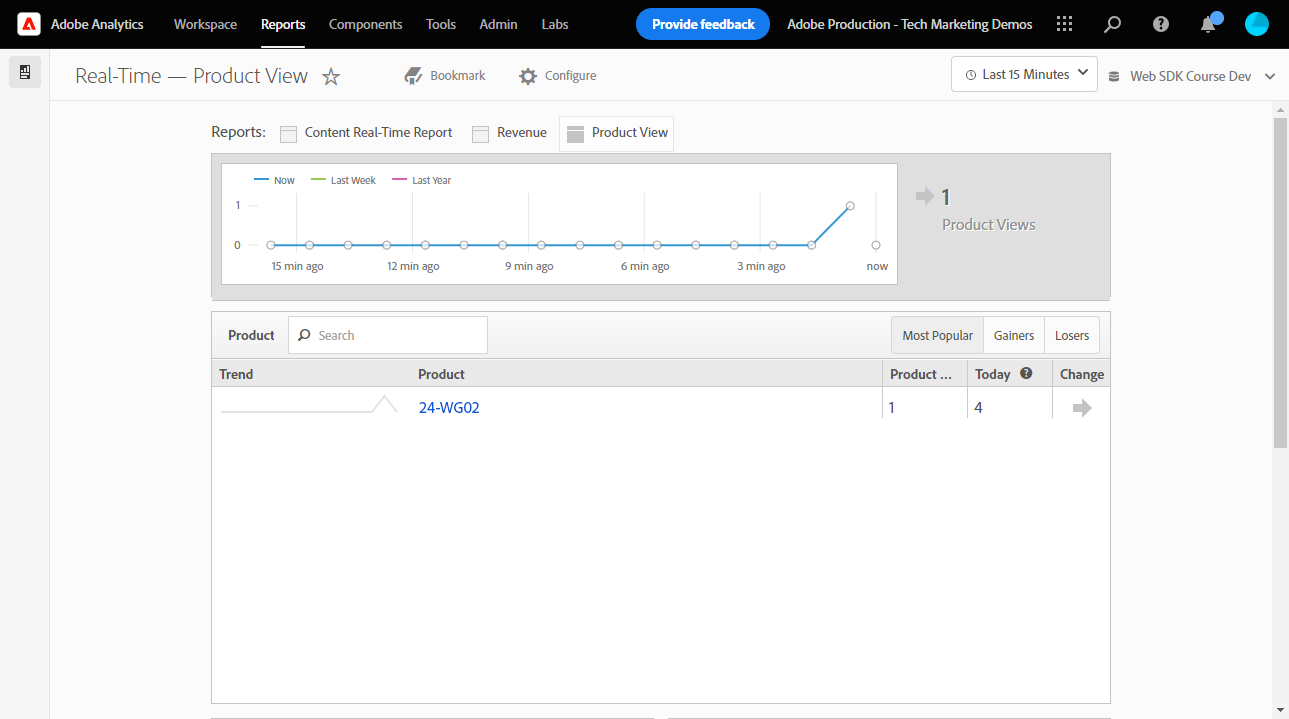 Adobe Analytics Workspace Reports Components Tools Admin Labs Provide feedback Adobe Production - Tech Marketing Demos
Real-Time — Product View Bookmark Configure Last 15 Minutes Web SDK Course Dev
Reports: Content Real-Time Report Revenue Product View
Now Last Week Last Year
1
0
15 min ago 12 min ago 9 min ago 6 min ago 3 min ago now
1
Product Views
Product Search Most Popular Gainers Losers
Trend Product Product ... Today Change
24-WG02 1 4